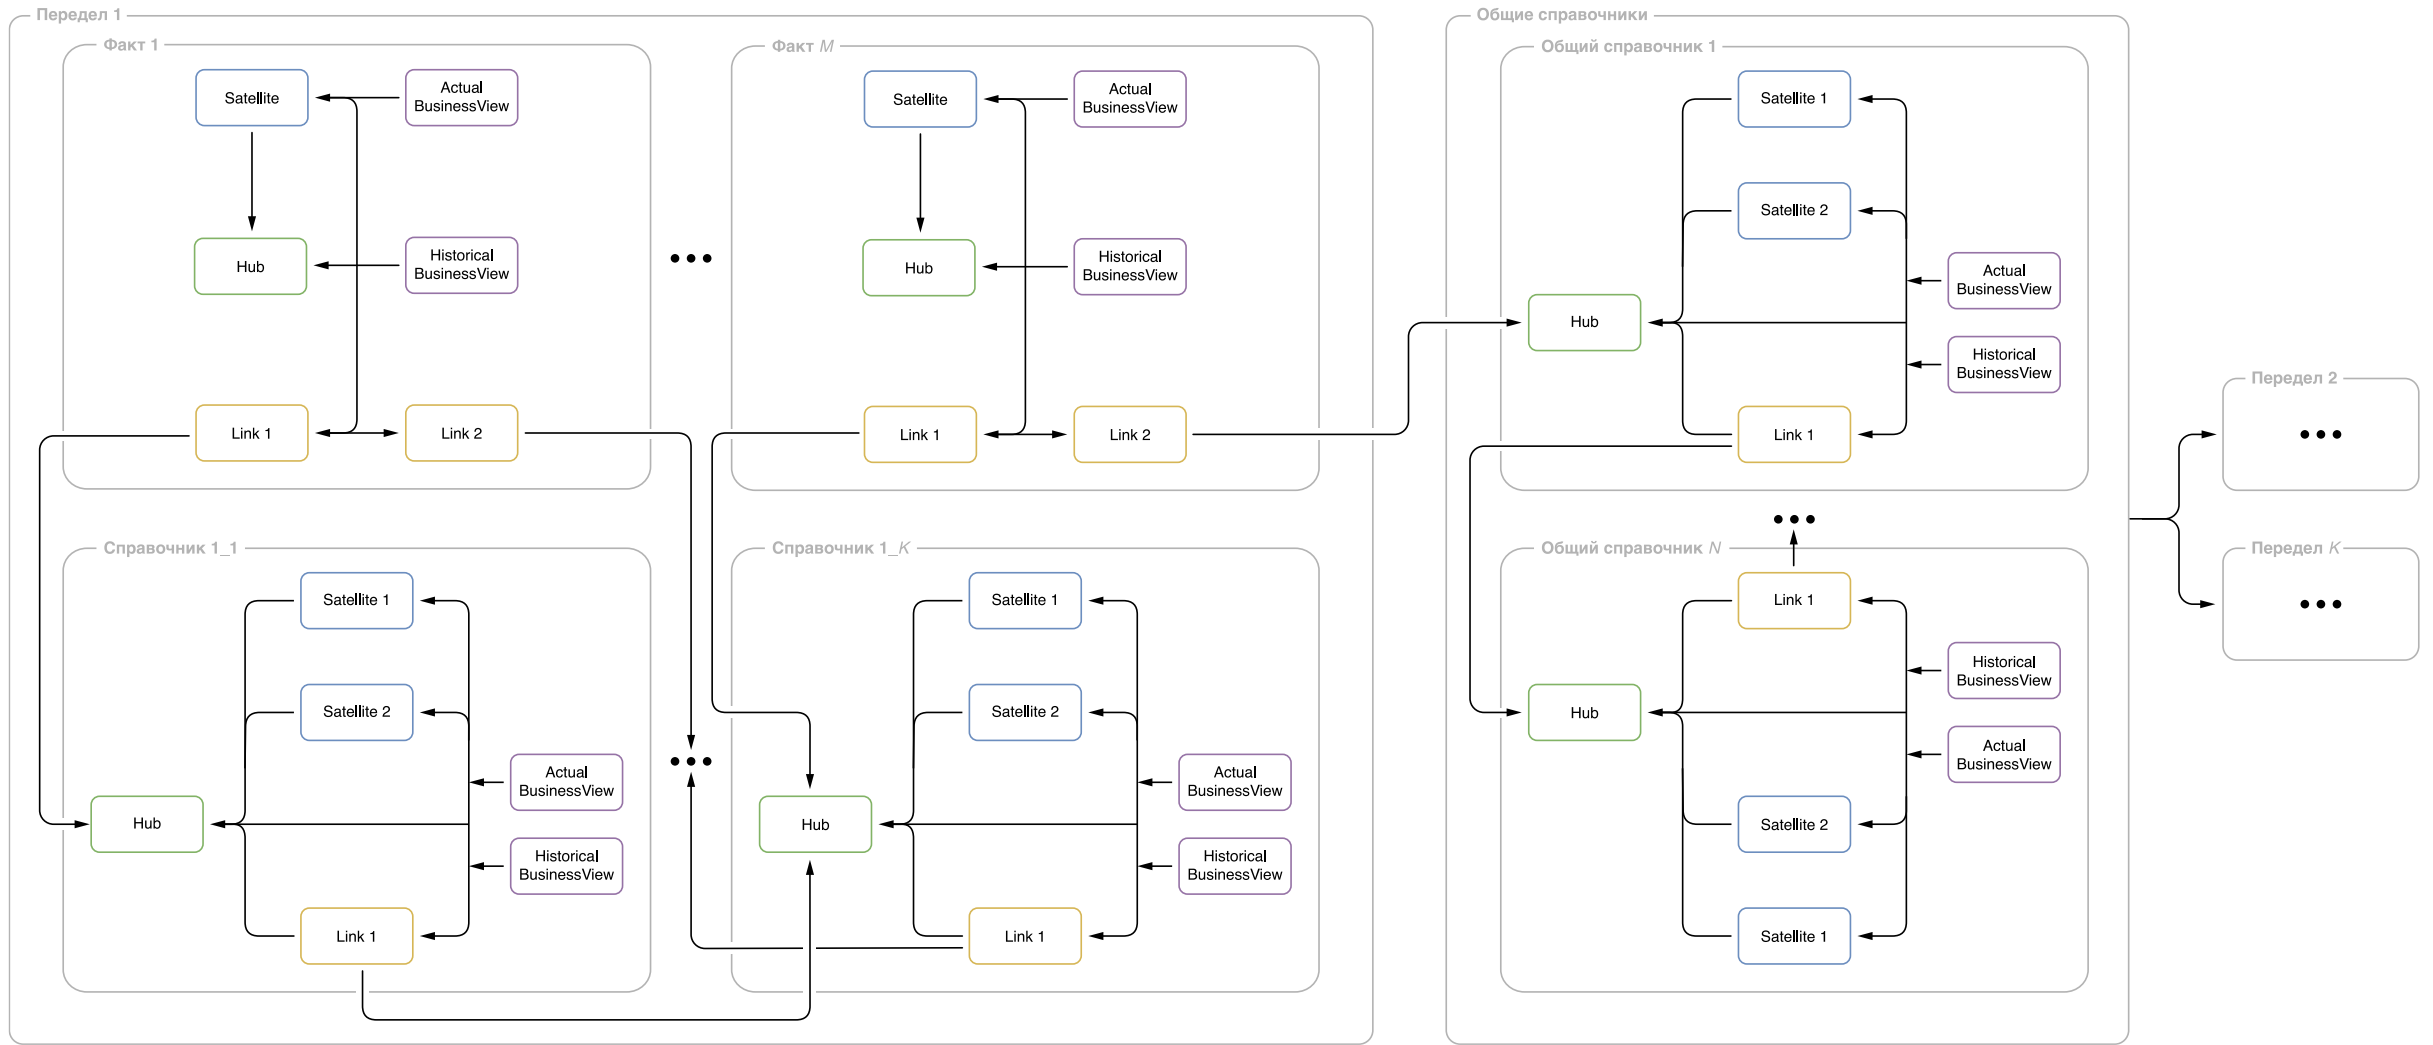 Передел 1
Факт 1
Satellite
Actual
BusinessView
Hub
Historical
BusinessView
Link 1
Link 2
Факт M
Satellite
Actual
BusinessView
Hub
Historical
BusinessView
Link 1
Link 2
Справочник 1_1
Satellite 1
Satellite 2
Actual
BusinessView
Hub
Historical
BusinessView
Link 1
Справочник 1_K
Satellite 1
Satellite 2
Actual
BusinessView
Hub
Historical
BusinessView
Link 1
Общие справочники
Общий справочник 1
Satellite 1
Satellite 2
Actual
BusinessView
Hub
Historical
BusinessView
Link 1
Общий справочник N
Link 1
Historical
BusinessView
Hub
Actual
BusinessView
Satellite 2
Satellite 1
Передел 2
Передел K